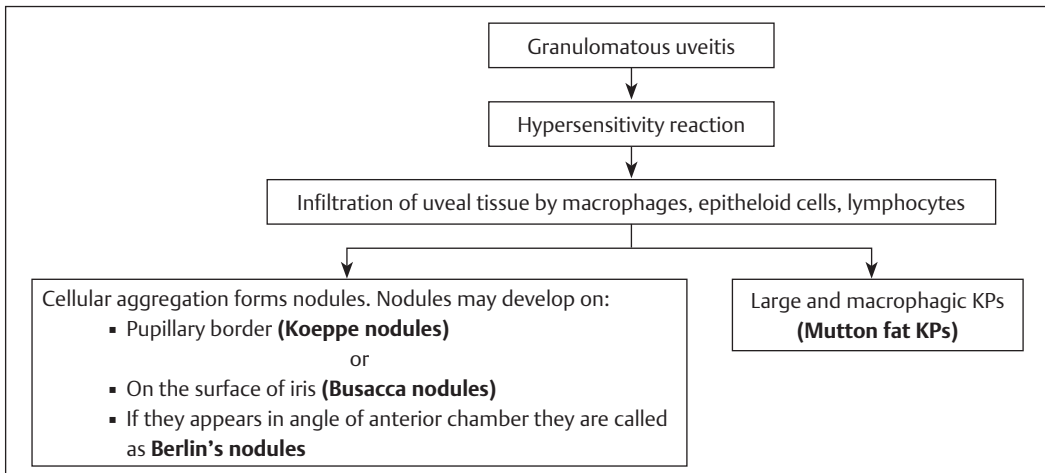 Granulomatous uveitis
Hypersensitivity reaction
Infiltration of uveal tissue by macrophages, epitheloid cells, lymphocytes
Cellular aggregation forms nodules. Nodules may develop on:
▪ Pupillary border (Koeppe nodules)
or
▪ On the surface of iris (Busacca nodules)
▪ If they appears in angle of anterior chamber they are called
as Berlin’s nodules
Large and macrophagic KPs
(Mutton fat KPs)